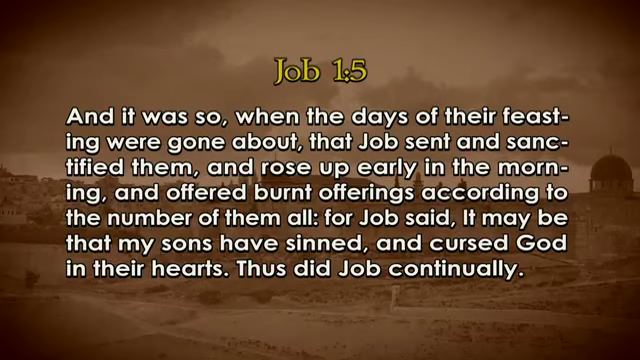 Job 1:5
And it was so, when the days of their feast-
ing were gone about, that Job sent and sanc-
tified them, and rose up early in the morn-
ing, and offered burnt offerings according to
the number of them all: for Job said, It may be
that my sons have sinned, and cursed God
in their hearts. Thus did Job continually.